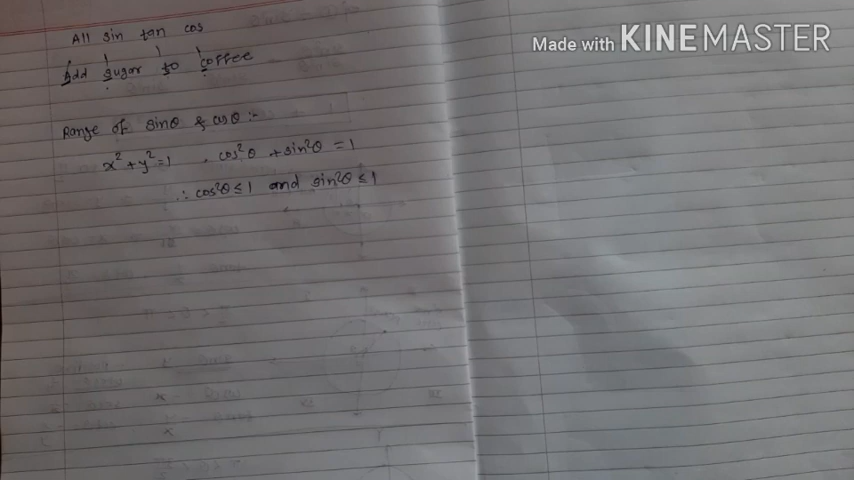 All sin tan cos
Add sugar to coffee
Made with KINEMASTER
Range of sinθ & cosθ :-
x² + y² = 1 . cos²θ + sin²θ = 1
∴ cos²θ ≤ 1 and sin²θ ≤ 1